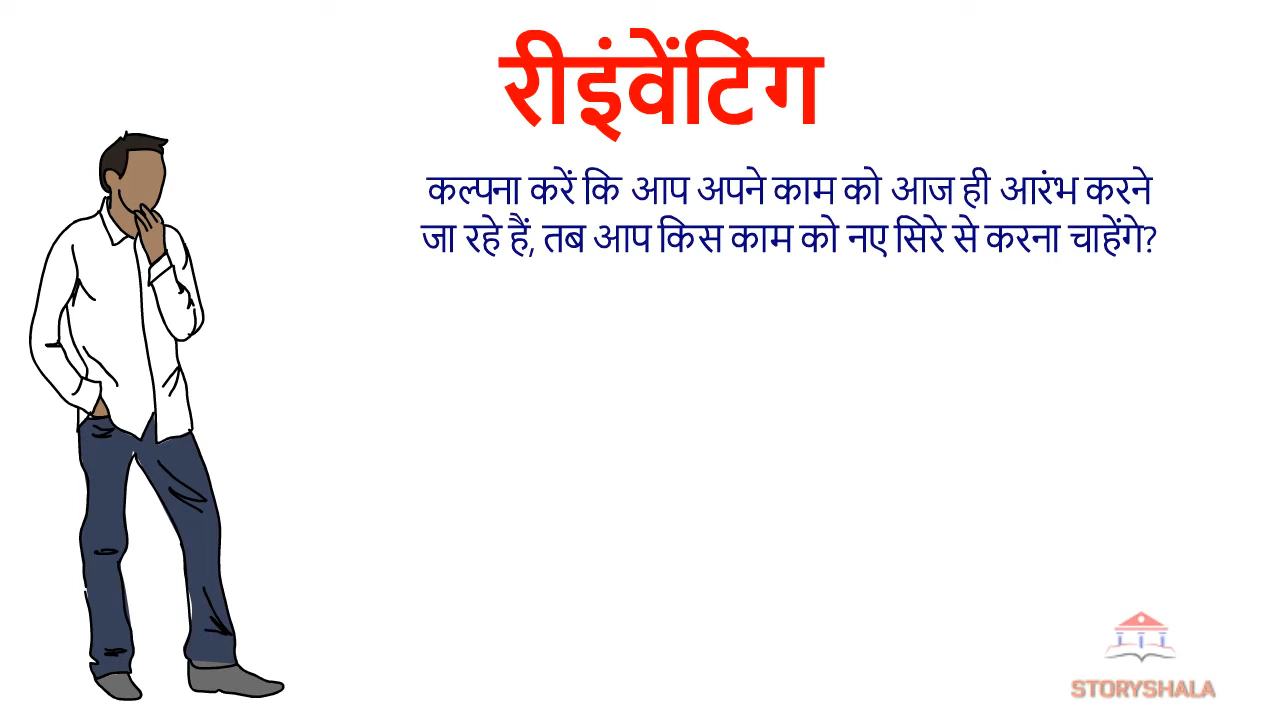 रीइंवेंटिंग
कल्पना करें कि आप अपने काम को आज ही आरंभ करने
जा रहे हैं, तब आप किस काम को नए सिरे से करना चाहेंगे?
STORYSHALA